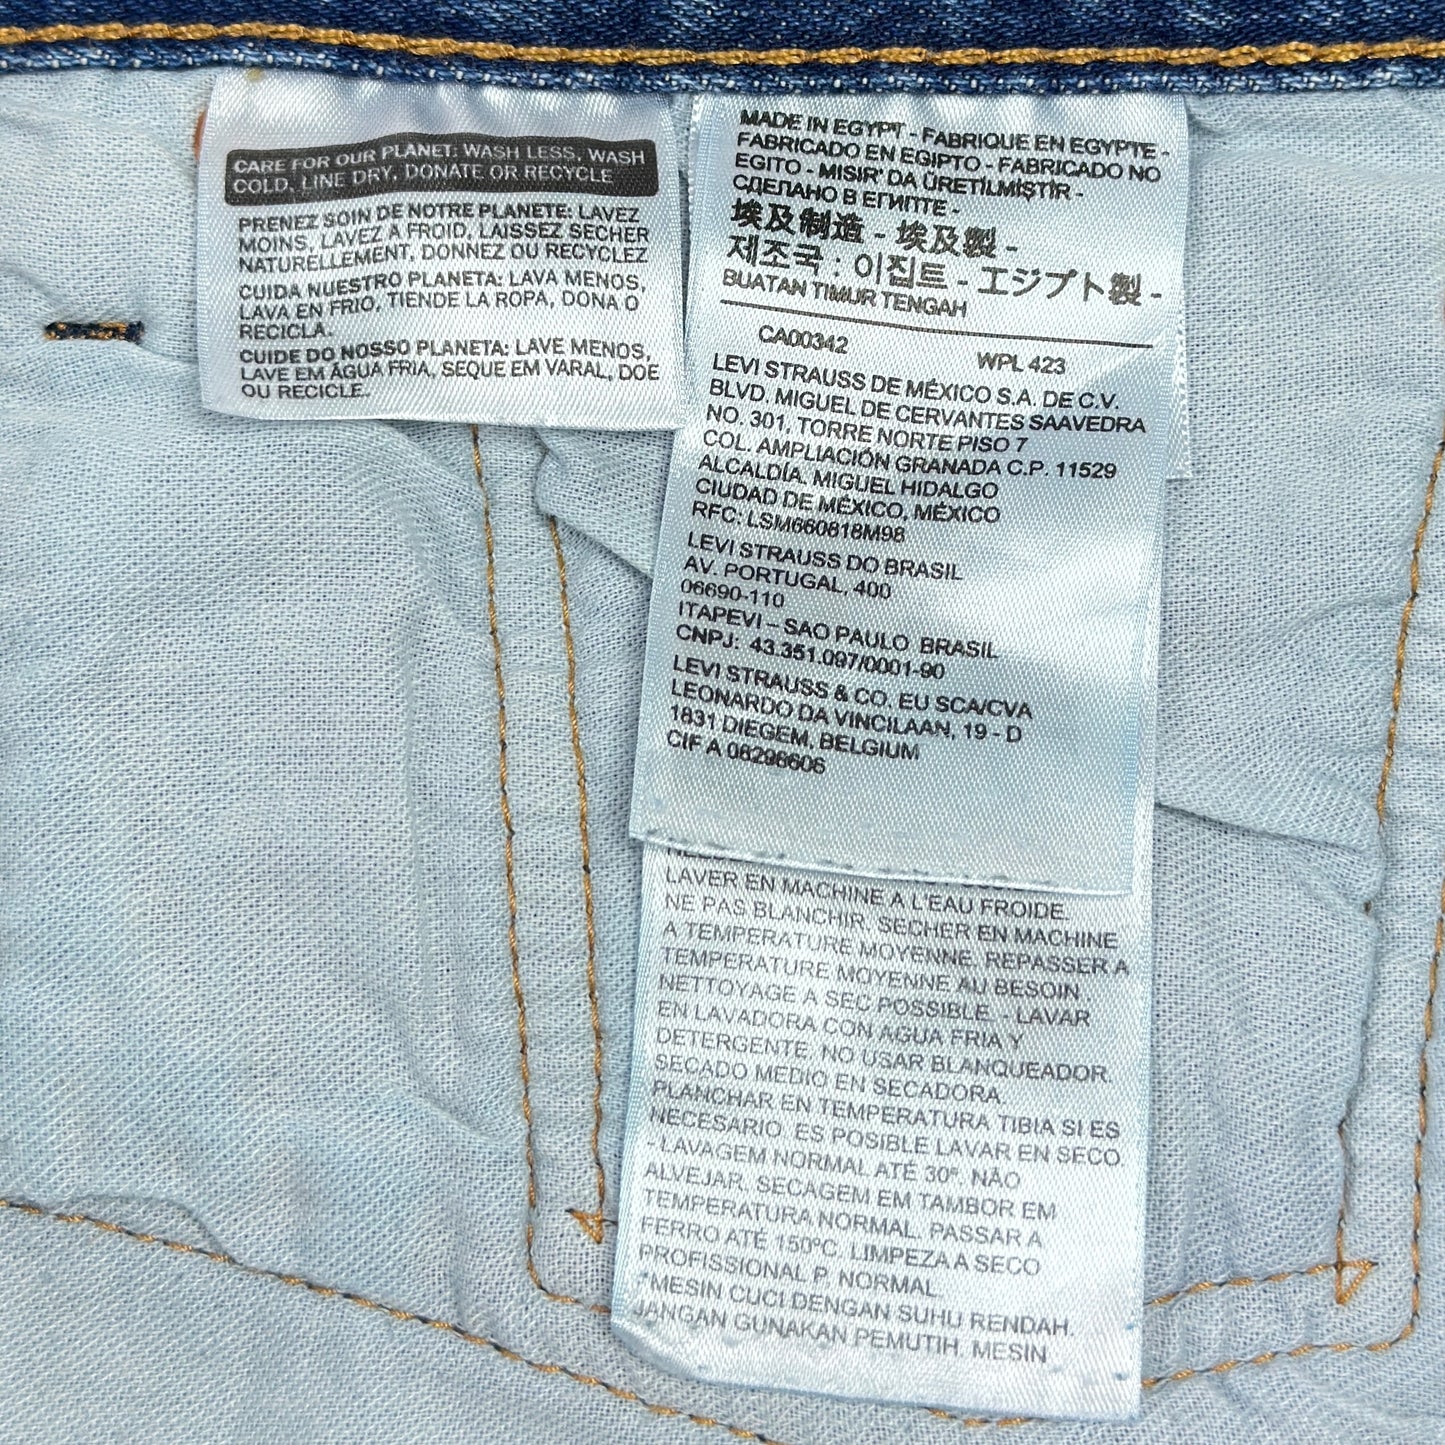 CARE FOR OUR PLANET: WASH LESS, WASH
COLD, LINE DRY, DONATE OR RECYCLE
PRENEZ SOIN DE NOTRE PLANETE: LAVEZ
MOINS, LAVEZ A FROID, LAISSEZ SECHER
NATURELLEMENT, DONNEZ OU RECYCLEZ
CUIDA NUESTRO PLANETA: LAVA MENOS,
LAVA EN FRIO, TIENDE LA ROPA, DONA O
RECICLA.
CUIDE DO NOSSO PLANETA: LAVE MENOS,
LAVE EM ÁGUA FRIA, SEQUE EM VARAL, DOE
OU RECICLE.
MADE IN EGYPT - FABRIQUE EN EGYPTE -
FABRICADO EN EGIPTO - FABRICADO NO
EGITO - MISIR' DA ÜRETİLMİŞTİR -
СДЕЛАНО В ЕГИПТЕ -
埃及制造 - 埃及製 -
제조국 : 이집트 - エジプト製 -
BUATAN TIMUR TENGAH
CA00342 WPL 423
LEVI STRAUSS DE MÉXICO S.A. DE C.V.
BLVD. MIGUEL DE CERVANTES SAAVEDRA
NO. 301, TORRE NORTE PISO 7
COL. AMPLIACIÓN GRANADA C.P. 11529
ALCALDÍA. MIGUEL HIDALGO
CIUDAD DE MÉXICO, MÉXICO
RFC: LSM660818M98
LEVI STRAUSS DO BRASIL
AV. PORTUGAL, 400
06690-110
ITAPEVI – SAO PAULO BRASIL
CNPJ: 43.351.097/0001-90
LEVI STRAUSS & CO. EU SCA/CVA
LEONARDO DA VINCILAAN, 19 - D
1831 DIEGEM, BELGIUM
CIF A 08296606
LAVER EN MACHINE A L'EAU FROIDE.
NE PAS BLANCHIR. SECHER EN MACHINE
A TEMPERATURE MOYENNE. REPASSER A
TEMPERATURE MOYENNE AU BESOIN .
NETTOYAGE A SEC POSSIBLE. - LAVAR
EN LAVADORA CON AGUA FRIA Y
DETERGENTE. NO USAR BLANQUEADOR.
SECADO MEDIO EN SECADORA.
PLANCHAR EN TEMPERATURA TIBIA SI ES
NECESARIO. ES POSIBLE LAVAR EN SECO.
- LAVAGEM NORMAL ATÉ 30º. NÃO
ALVEJAR. SECAGEM EM TAMBOR EM
TEMPERATURA NORMAL. PASSAR A
FERRO ATÉ 150ºC. LIMPEZA A SECO
PROFISSIONAL P. NORMAL.
*MESIN CUCI DENGAN SUHU RENDAH.
JANGAN GUNAKAN PEMUTIH. MESIN